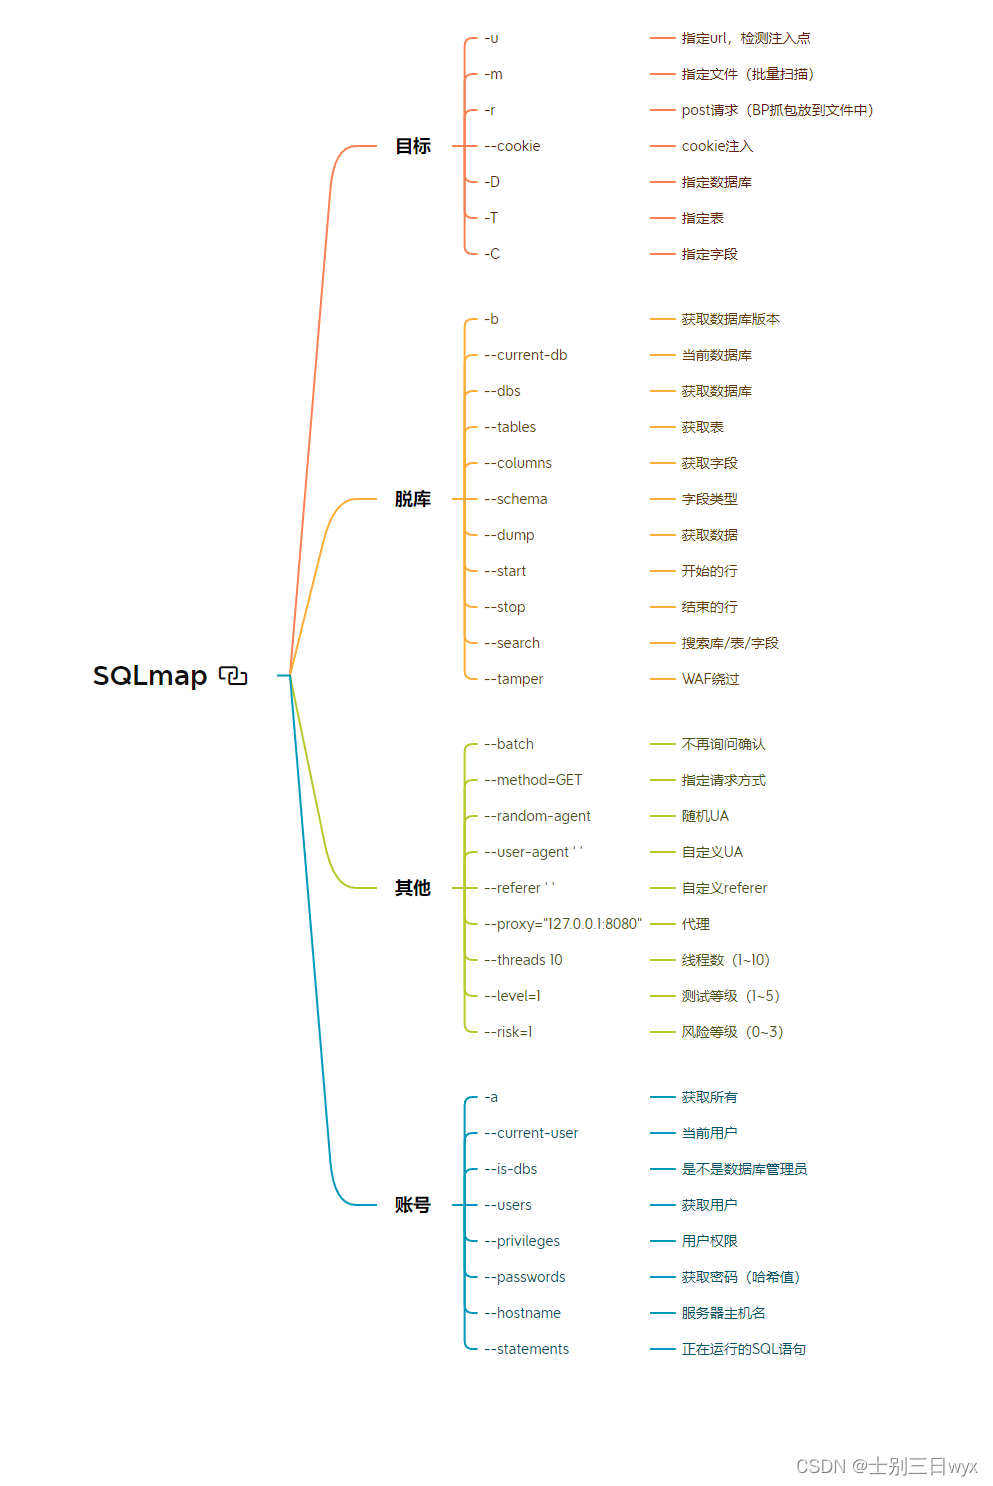 SQLmap
目标
-u 指定url，检测注入点
-m 指定文件（批量扫描）
-r post请求（BP抓包放到文件中）
--cookie cookie注入
-D 指定数据库
-T 指定表
-C 指定字段
脱库
-b 获取数据库版本
--current-db 当前数据库
--dbs 获取数据库
--tables 获取表
--columns 获取字段
--schema 字段类型
--dump 获取数据
--start 开始的行
--stop 结束的行
--search 搜索库/表/字段
--tamper WAF绕过
其他
--batch 不再询问确认
--method=GET 指定请求方式
--random-agent 随机UA
--user-agent ' ' 自定义UA
--referer ' ' 自定义referer
--proxy="127.0.0.1:8080" 代理
--threads 10 线程数（1~10）
--level=1 测试等级（1~5）
--risk=1 风险等级（0~3）
账号
-a 获取所有
--current-user 当前用户
--is-dbs 是不是数据库管理员
--users 获取用户
--privileges 用户权限
--passwords 获取密码（哈希值）
--hostname 服务器主机名
--statements 正在运行的SQL语句
CSDN @士别三日wyx